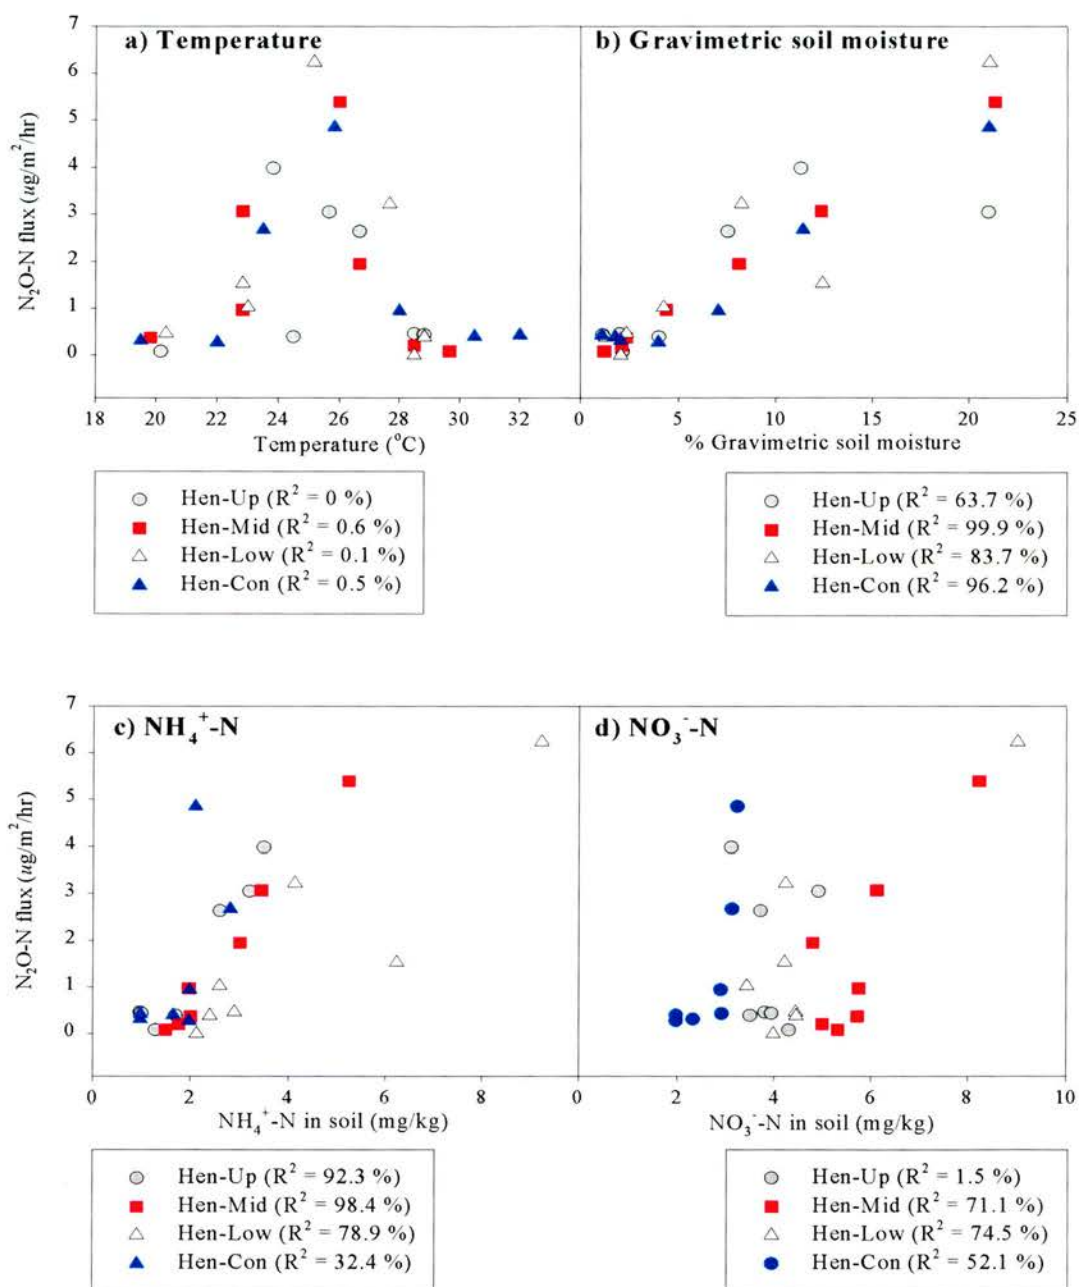 a) Temperature
b) Gravimetric soil moisture
7
6
5
4
3
2
1
0
N₂O-N flux (ug/m²/hr)
18 20 22 24 26 28 30 32
0 5 10 15 20 25
Temperature (°C)
% Gravimetric soil moisture
Hen-Up (R² = 0 %)
Hen-Mid (R² = 0.6 %)
Hen-Low (R² = 0.1 %)
Hen-Con (R² = 0.5 %)
Hen-Up (R² = 63.7 %)
Hen-Mid (R² = 99.9 %)
Hen-Low (R² = 83.7 %)
Hen-Con (R² = 96.2 %)
c) NH₄⁺-N
d) NO₃⁻-N
7
6
5
4
3
2
1
0
N₂O-N flux (ug/m²/hr)
0 2 4 6 8
0 2 4 6 8 10
NH₄⁺-N in soil (mg/kg)
NO₃⁻-N in soil (mg/kg)
Hen-Up (R² = 92.3 %)
Hen-Mid (R² = 98.4 %)
Hen-Low (R² = 78.9 %)
Hen-Con (R² = 32.4 %)
Hen-Up (R² = 1.5 %)
Hen-Mid (R² = 71.1 %)
Hen-Low (R² = 74.5 %)
Hen-Con (R² = 52.1 %)